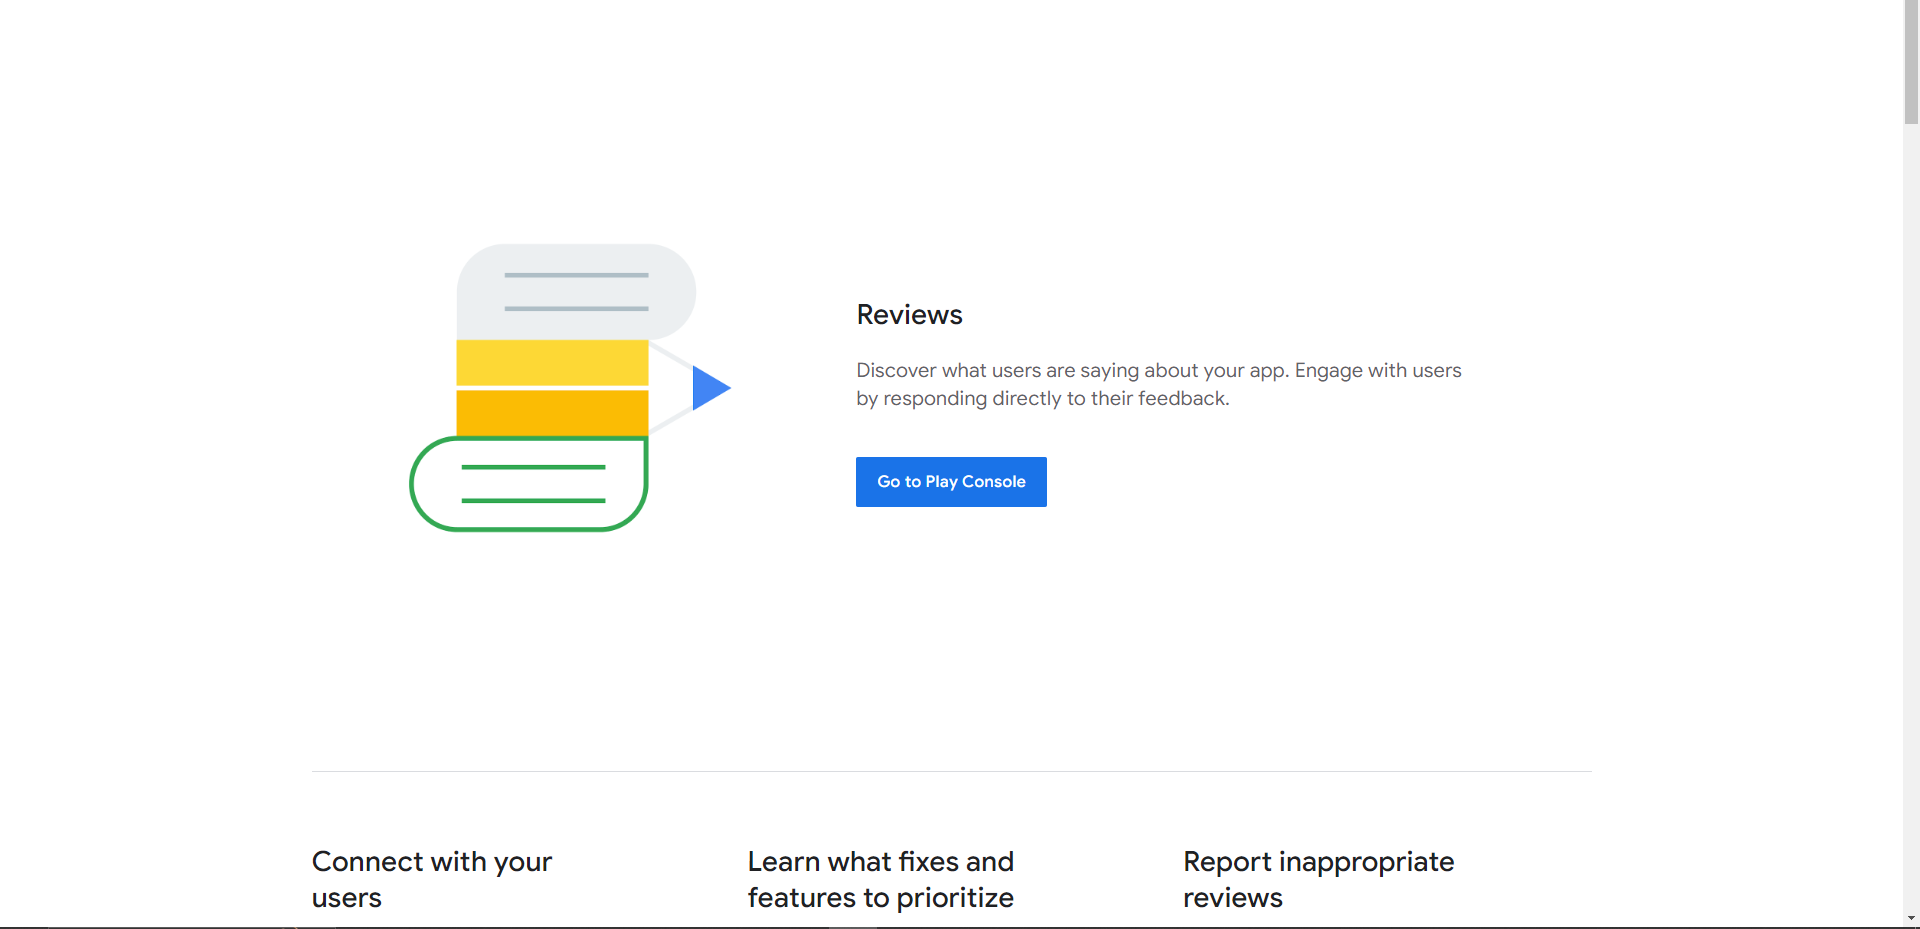 Reviews
Discover what users are saying about your app. Engage with users
by responding directly to their feedback.
Go to Play Console
Connect with your
users
Learn what fixes and
features to prioritize
Report inappropriate
reviews